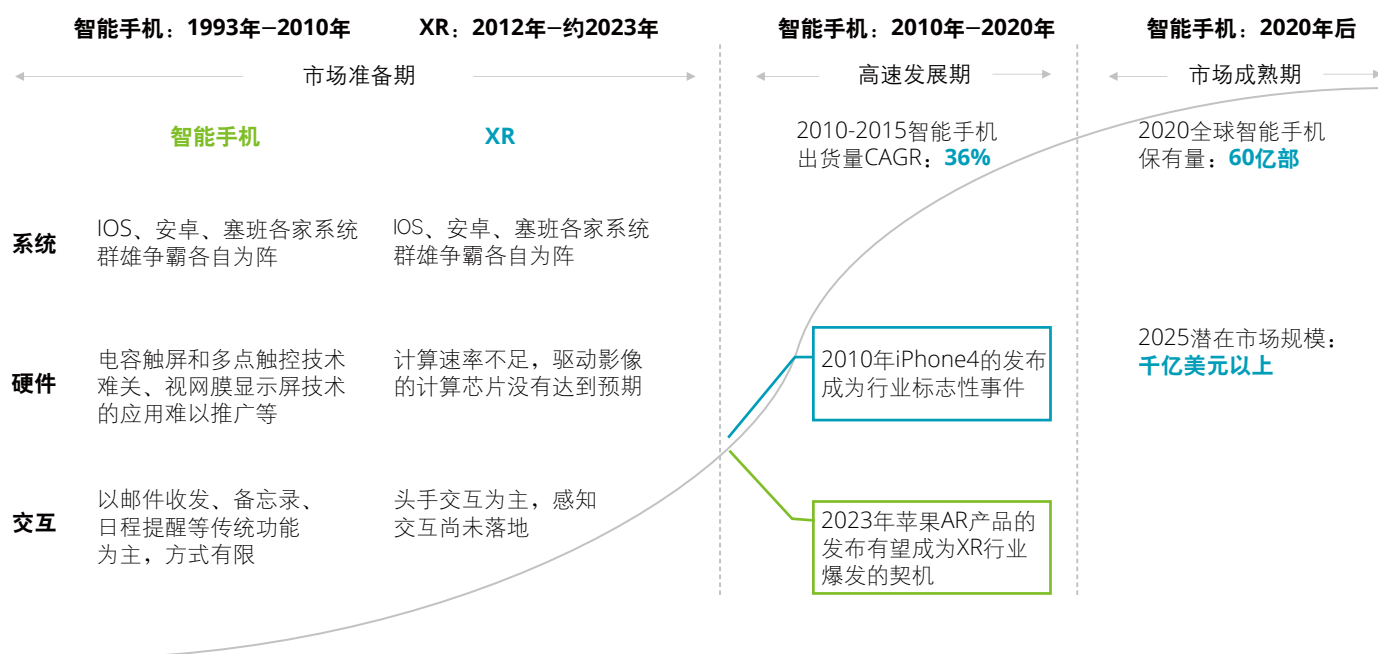 智能手机：1993年—2010年
XR：2012年—约2023年
智能手机：2010年—2020年
智能手机：2020年后
市场准备期
高速发展期
市场成熟期
智能手机
XR
2010-2015智能手机
出货量CAGR：36%
2020全球智能手机
保有量：60亿部
系统
IOS、安卓、塞班各家系统
群雄争霸各自为阵
IOS、安卓、塞班各家系统
群雄争霸各自为阵
硬件
电容触屏和多点触控技术
难关、视网膜显示屏技术
的应用难以推广等
计算速率不足，驱动影像
的计算芯片没有达到预期
2010年iPhone4的发布
成为行业标志性事件
2025潜在市场规模：
千亿美元以上
交互
以邮件收发、备忘录、
日程提醒等传统功能
为主，方式有限
头手交互为主，感知
交互尚未落地
2023年苹果AR产品的
发布有望成为XR行业
爆发的契机